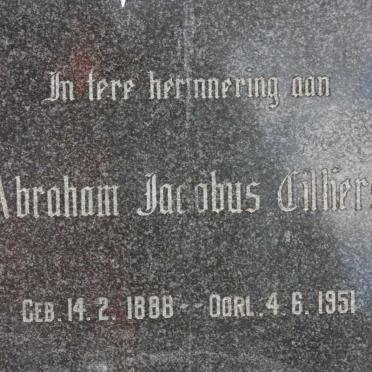 In tere herinnering aan
Abraham Jacobus Cilliers
GEB. 14. 2. 1888 -- OORL. 4. 6. 1951